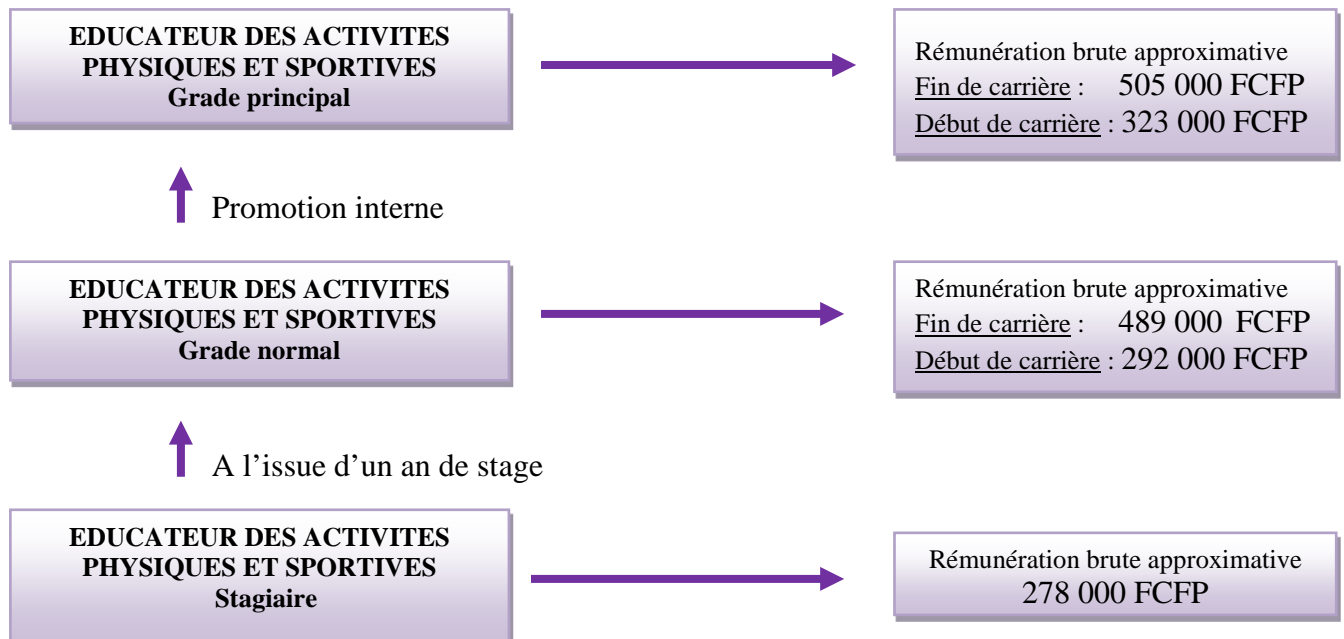 EDUCATEUR DES ACTIVITES
PHYSIQUES ET SPORTIVES
Grade principal
Rémunération brute approximative
Fin de carrière : 505 000 FCFP
Début de carrière : 323 000 FCFP
Promotion interne
EDUCATEUR DES ACTIVITES
PHYSIQUES ET SPORTIVES
Grade normal
Rémunération brute approximative
Fin de carrière : 489 000 FCFP
Début de carrière : 292 000 FCFP
A l’issue d’un an de stage
EDUCATEUR DES ACTIVITES
PHYSIQUES ET SPORTIVES
Stagiaire
Rémunération brute approximative
278 000 FCFP